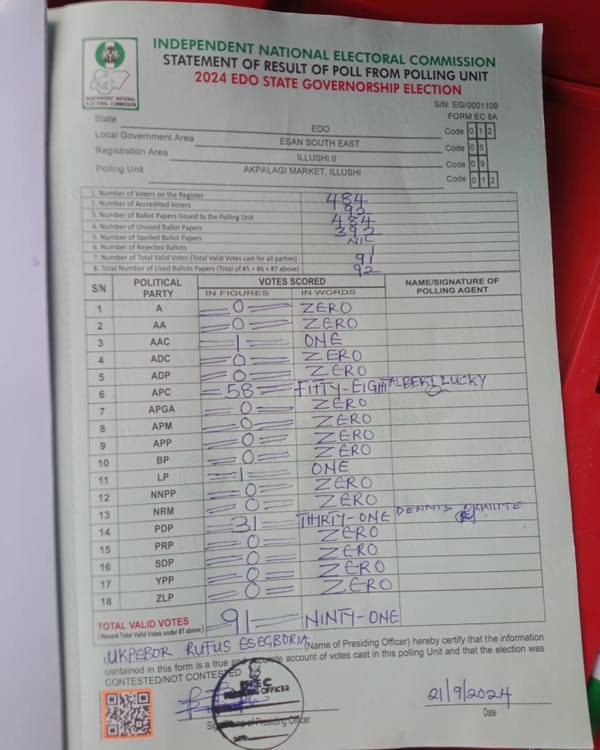 INDEPENDENT NATIONAL ELECTORAL COMMISSION
STATEMENT OF RESULT OF POLL FROM POLLING UNIT
2024 EDO STATE GOVERNORSHIP ELECTION
INDEPENDENT NATIONAL ELECTORAL COMMISSION
S/N: EG/0001109
FORM EC 8A
State EDO Code 0 1 2
Local Government Area ESAN SOUTH EAST Code 0 5
Registration Area ILLUSHI II Code 0 9
Polling Unit AKPALAGI MARKET, ILLUSHI Code 0 1 2
1. Number of Voters on the Register 484
2. Number of Accredited Voters 92
3. Number of Ballot Papers Issued to the Polling Unit 484
4. Number of Unused Ballot Papers 392
5. Number of Spoiled Ballot Papers NIL
6. Number of Rejected Ballots 1
7. Number of Total Valid Votes (Total Valid Votes cast for all parties) 91
8. Total Number of Used Ballots Papers (Total of #5 + #6 + #7 above) 92
S/N POLITICAL PARTY VOTES SCORED NAME/SIGNATURE OF POLLING AGENT
IN FIGURES IN WORDS
1 A 0 ZERO
2 AA 0 ZERO
3 AAC 1 ONE
4 ADC 0 ZERO
5 ADP 0 ZERO
6 APC 58 FIFTY-EIGHT ALBERT LUCKY
7 APGA 0 ZERO
8 APM 0 ZERO
9 APP 0 ZERO
10 BP 0 ZERO
11 LP 1 ONE
12 NNPP 0 ZERO
13 NRM 0 ZERO
14 PDP 31 THIRTY-ONE DENNIS
15 PRP 0 ZERO
16 SDP 0 ZERO
17 YPP 0 ZERO
18 ZLP 0 ZERO
TOTAL VALID VOTES 91 NINTY-ONE
(Record Total Valid Votes under #7 above)
UKPEBOR RUFUS ESEGBORIA (Name of Presiding Officer) hereby certify that the information
contained in this form is a true and accurate account of votes cast in this polling Unit and that the election was
CONTESTED/NOT CONTESTED
INEC
PRESIDING OFFICER
21/9/2024
Signature of Presiding Officer
Date